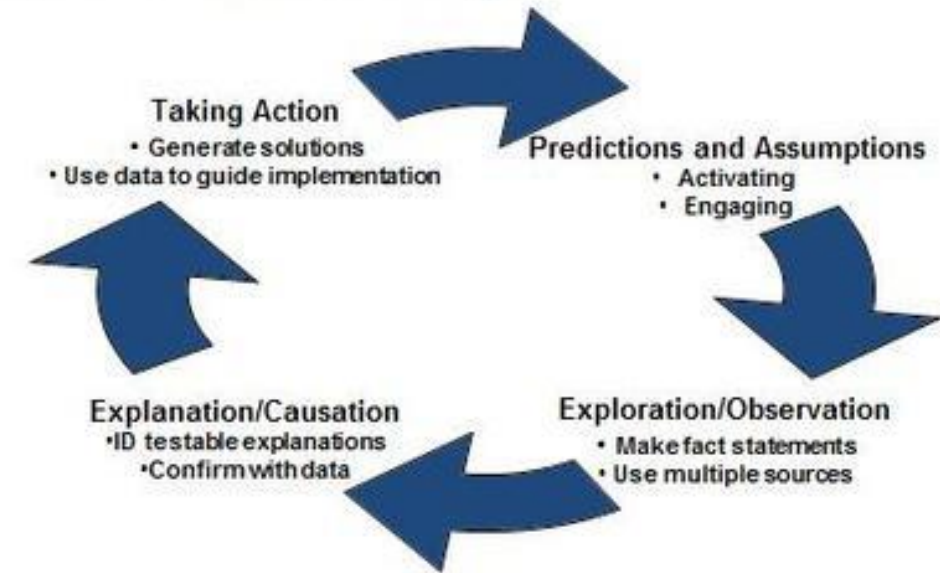 Taking Action
• Generate solutions
• Use data to guide implementation
Predictions and Assumptions
• Activating
• Engaging
Exploration/Observation
• Make fact statements
• Use multiple sources
Explanation/Causation
•ID testable explanations
•Confirm with data